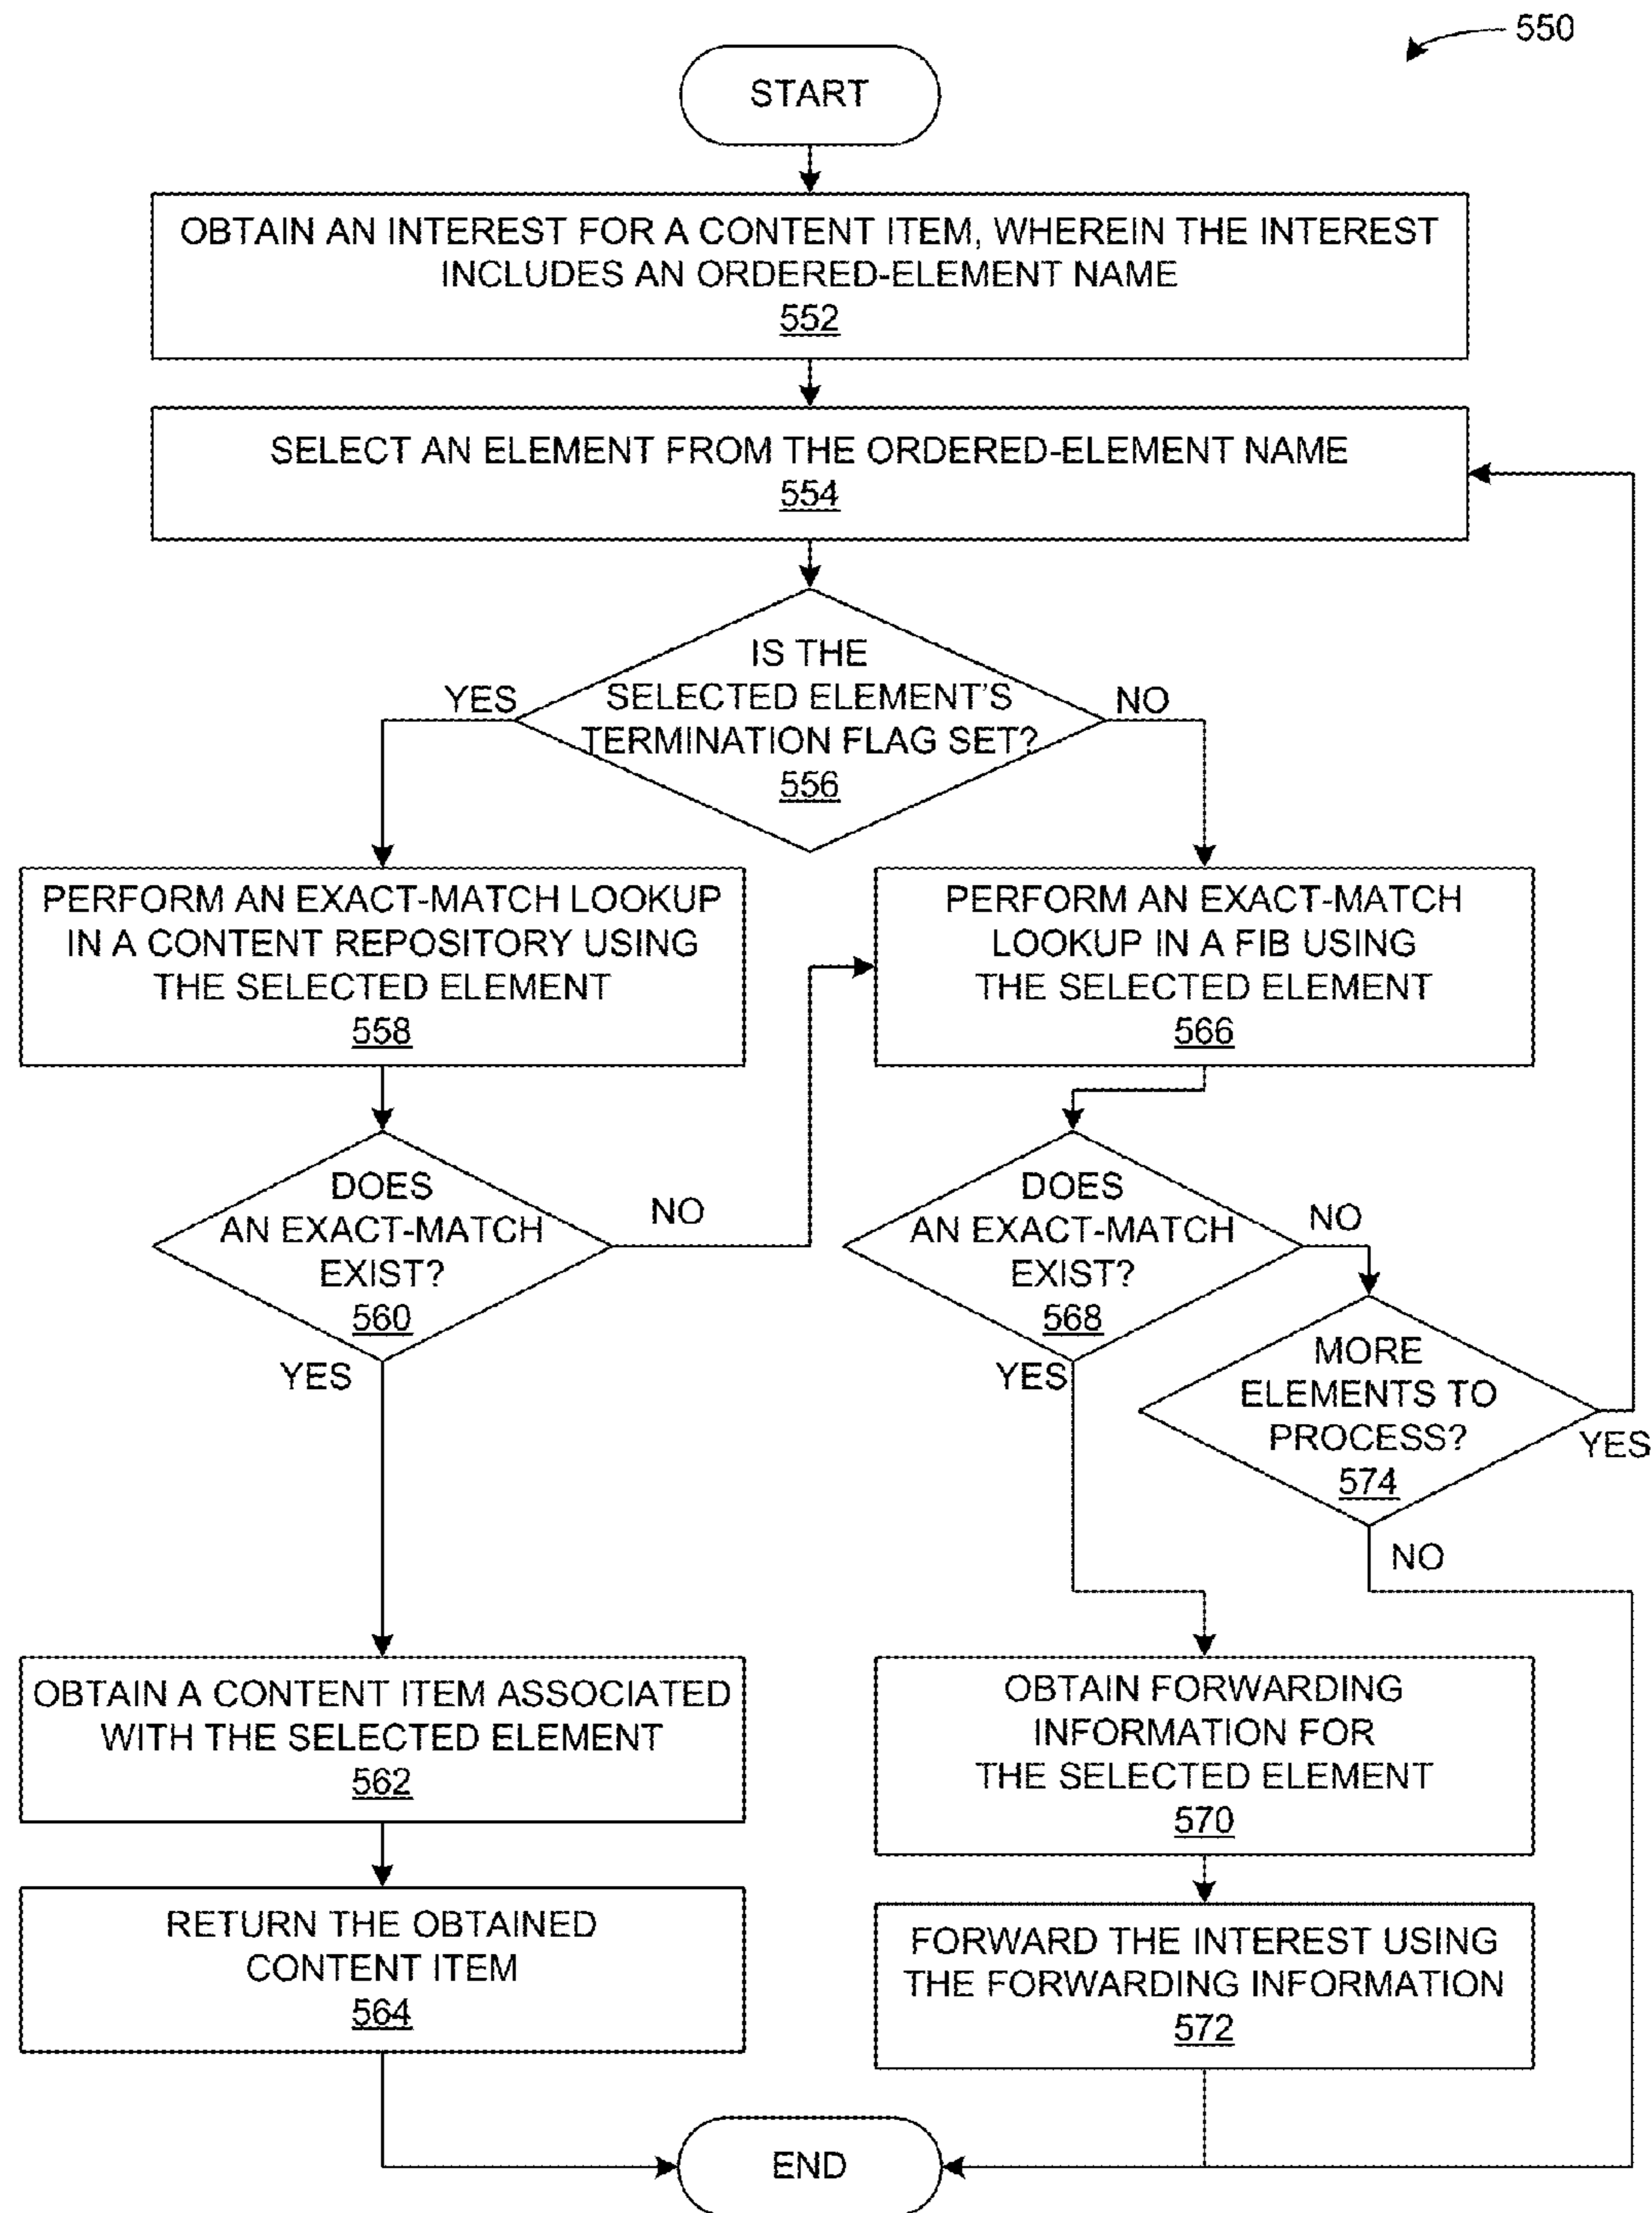 550
START
OBTAIN AN INTEREST FOR A CONTENT ITEM, WHEREIN THE INTEREST
INCLUDES AN ORDERED-ELEMENT NAME
552
SELECT AN ELEMENT FROM THE ORDERED-ELEMENT NAME
554
IS THE
SELECTED ELEMENT'S
TERMINATION FLAG SET?
556
YES
NO
PERFORM AN EXACT-MATCH LOOKUP
IN A CONTENT REPOSITORY USING
THE SELECTED ELEMENT
558
PERFORM AN EXACT-MATCH
LOOKUP IN A FIB USING
THE SELECTED ELEMENT
566
DOES
AN EXACT-MATCH
EXIST?
560
NO
YES
DOES
AN EXACT-MATCH
EXIST?
568
NO
YES
MORE
ELEMENTS TO
PROCESS?
574
YES
NO
OBTAIN A CONTENT ITEM ASSOCIATED
WITH THE SELECTED ELEMENT
562
OBTAIN FORWARDING
INFORMATION FOR
THE SELECTED ELEMENT
570
RETURN THE OBTAINED
CONTENT ITEM
564
FORWARD THE INTEREST USING
THE FORWARDING INFORMATION
572
END